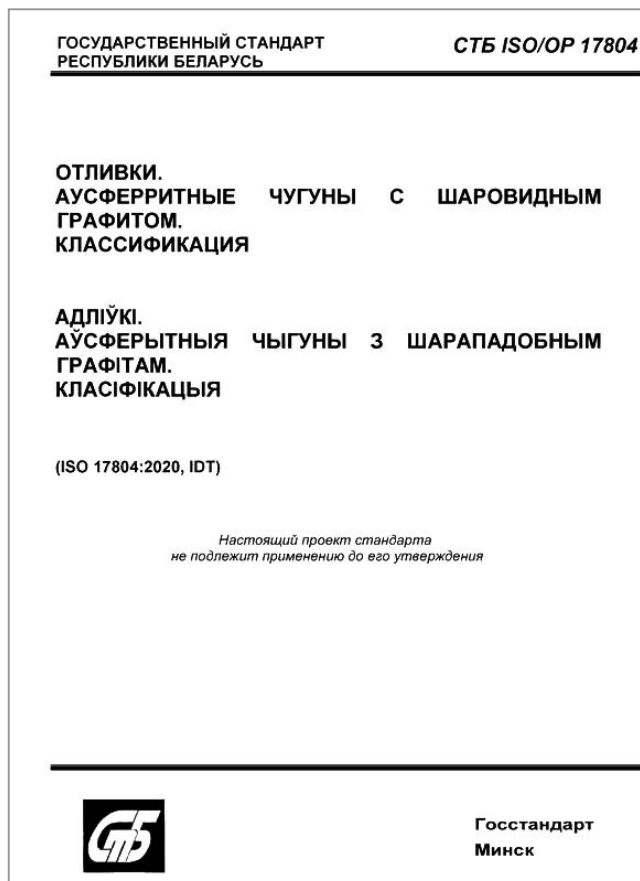 ГОСУДАРСТВЕННЫЙ СТАНДАРТ
РЕСПУБЛИКИ БЕЛАРУСЬ
СТБ ISO/ОР 17804
ОТЛИВКИ.
АУСФЕРРИТНЫЕ ЧУГУНЫ С ШАРОВИДНЫМ
ГРАФИТОМ.
КЛАССИФИКАЦИЯ
АДЛІЎКІ.
АЎСФЕРЫТНЫЯ ЧЫГУНЫ З ШАРАПАДОБНЫМ
ГРАФІТАМ.
КЛАСІФІКАЦЫЯ
(ISO 17804:2020, IDT)
Настоящий проект стандарта
не подлежит применению до его утверждения
СТБ
Госстандарт
Минск